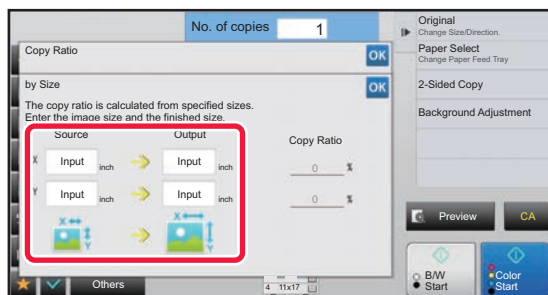 No. of copies 1
Original
Change Size/Direction.
Paper Select
Change Paper Feed Tray
2-Sided Copy
Background Adjustment
Copy Ratio OK
by Size OK
The copy ratio is calculated from specified sizes.
Enter the image size and the finished size.
Source Output Copy Ratio
X Input inch Input inch 0 %
Y Input inch Input inch 0 %
X Y X Y
Preview CA
Others
4 11x17
B/W
Start
Color
Start